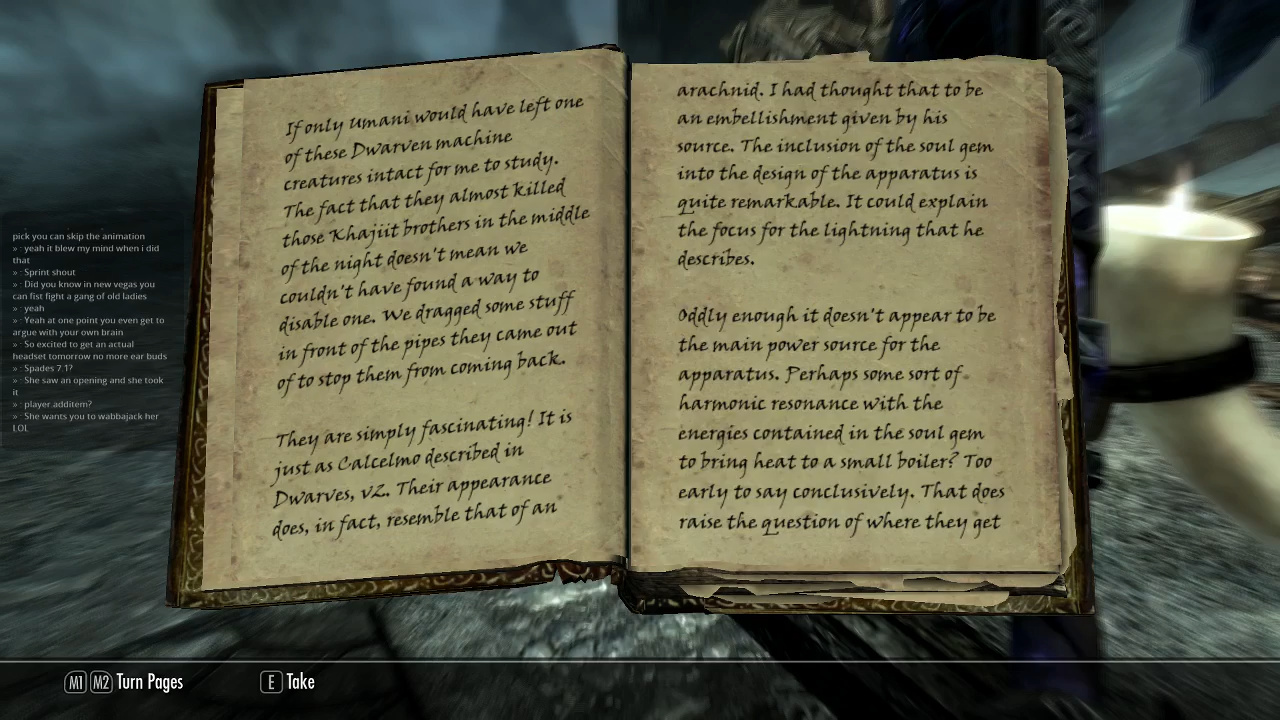 pick you can skip the animation
» : yeah it blew my mind when i did
that
» : Sprint shout
» : Did you know in new vegas you
can fist fight a gang of old ladies
» : yeah
» : Yeah at one point you even get to
argue with your own brain
» : So excited to get an actual
headset tomorrow no more ear buds
» : Spades 7.1?
» : She saw an opening and she took
it
» : player.additem?
» : She wants you to wabbajack her
LOL
If only Umani would have left one
of these Dwarven machine
creatures intact for me to study.
The fact that they almost killed
those Khajiit brothers in the middle
of the night doesn't mean we
couldn't have found a way to
disable one. We dragged some stuff
in front of the pipes they came out
of to stop them from coming back.
They are simply fascinating! It is
just as Calcelmo described in
Dwarves, v2. Their appearance
does, in fact, resemble that of an
arachnid. I had thought that to be
an embellishment given by his
source. The inclusion of the soul gem
into the design of the apparatus is
quite remarkable. It could explain
the focus for the lightning that he
describes.
Oddly enough it doesn't appear to be
the main power source for the
apparatus. Perhaps some sort of
harmonic resonance with the
energies contained in the soul gem
to bring heat to a small boiler? Too
early to say conclusively. That does
raise the question of where they get
M1 M2 Turn Pages
E Take